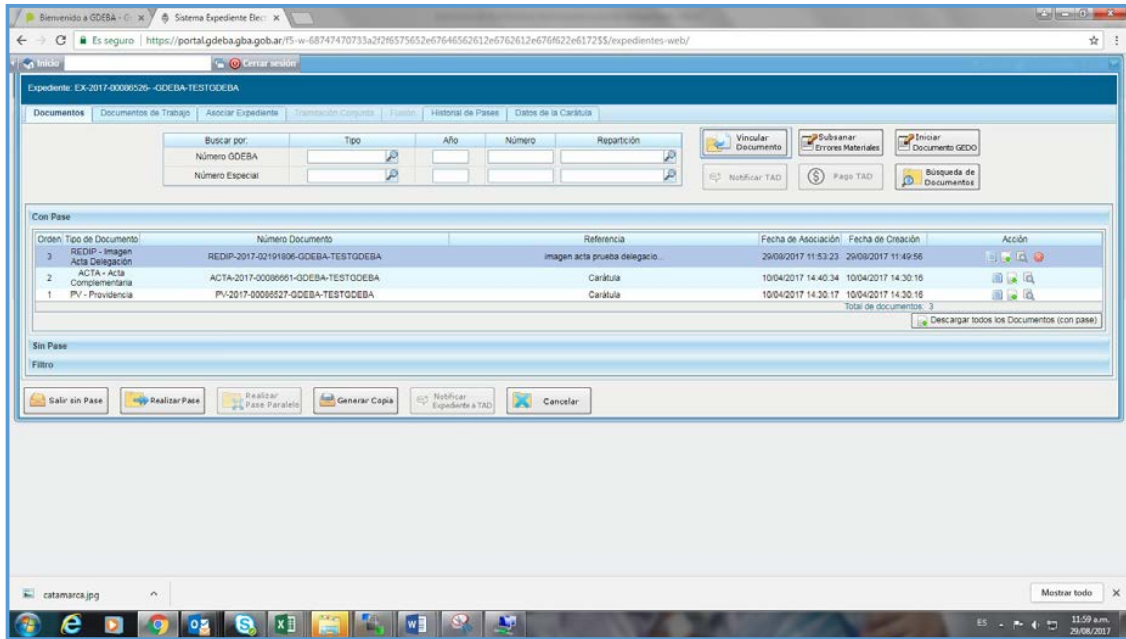 Bienvenido a GDEBA - G
Sistema Expediente Elec
Es seguro | https://portal.gdeba.gba.gob.ar/f5-w-68747470733a2f2f6575652e67646562612e6762612e676f622e6172$$/expedientes-web/
Inicio
Cerrar sesión
Expediente: EX-2017-00086526- -GDEBA-TESTGDEBA
Documentos Documentos de Trabajo Asociar Expediente Tramitación Conjunta Fusión Historial de Pases Datos de la Carátula
Buscar por: Tipo Año Número Repartición
Número GDEBA
Número Especial
Vincular Documento
Subsanar Errores Materiales
Iniciar Documento GEDO
Notificar TAD
Pago TAD
Búsqueda de Documentos
Con Pase
Orden Tipo de Documento Número Documento Referencia Fecha de Asociación Fecha de Creación Acción
3 REDIP - Imagen Acta Delegación REDIP-2017-02191806-GDEBA-TESTGDEBA imagen acta prueba delegacio... 29/08/2017 11:53:23 29/08/2017 11:49:56
2 ACTA - Acta Complementaria ACTA-2017-00086661-GDEBA-TESTGDEBA Carátula 10/04/2017 14:40:34 10/04/2017 14:30:16
1 PV - Providencia PV-2017-00086527-GDEBA-TESTGDEBA Carátula 10/04/2017 14:30:17 10/04/2017 14:30:16
Total de documentos: 3
Descargar todos los Documentos (con pase)
Sin Pase
Filtro
Salir sin Pase
Realizar Pase
Realizar Pase Paralelo
Generar Copia
Notificar Expediente a TAD
Cancelar
catamarca.jpg
Mostrar todo
ES
11:59 a.m.
29/08/2017